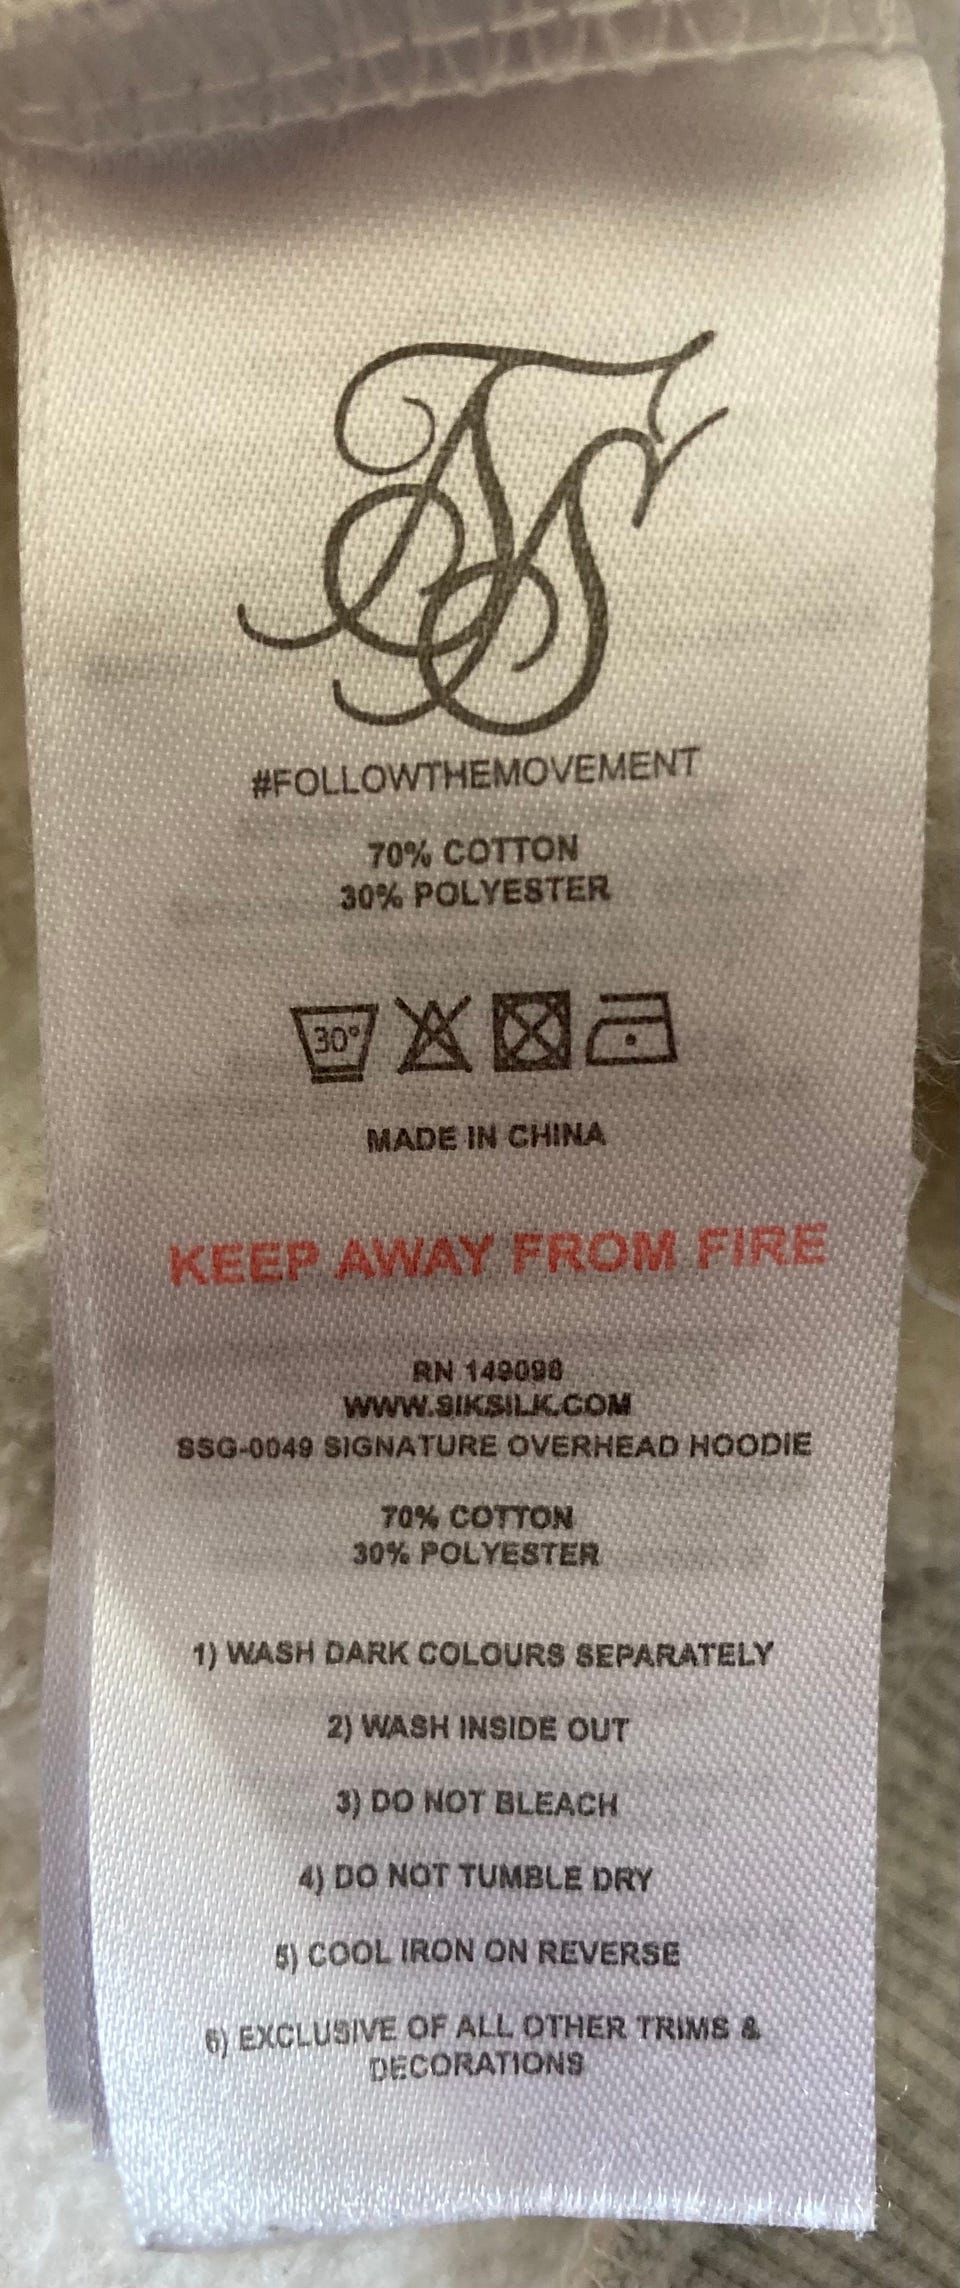 #FOLLOWTHEMOVEMENT
70% COTTON
30% POLYESTER
30°
MADE IN CHINA
KEEP AWAY FROM FIRE
RN 149098
WWW.SIKSILK.COM
SSG-0049 SIGNATURE OVERHEAD HOODIE
70% COTTON
30% POLYESTER
1) WASH DARK COLOURS SEPARATELY
2) WASH INSIDE OUT
3) DO NOT BLEACH
4) DO NOT TUMBLE DRY
5) COOL IRON ON REVERSE
6) EXCLUSIVE OF ALL OTHER TRIMS &
DECORATIONS